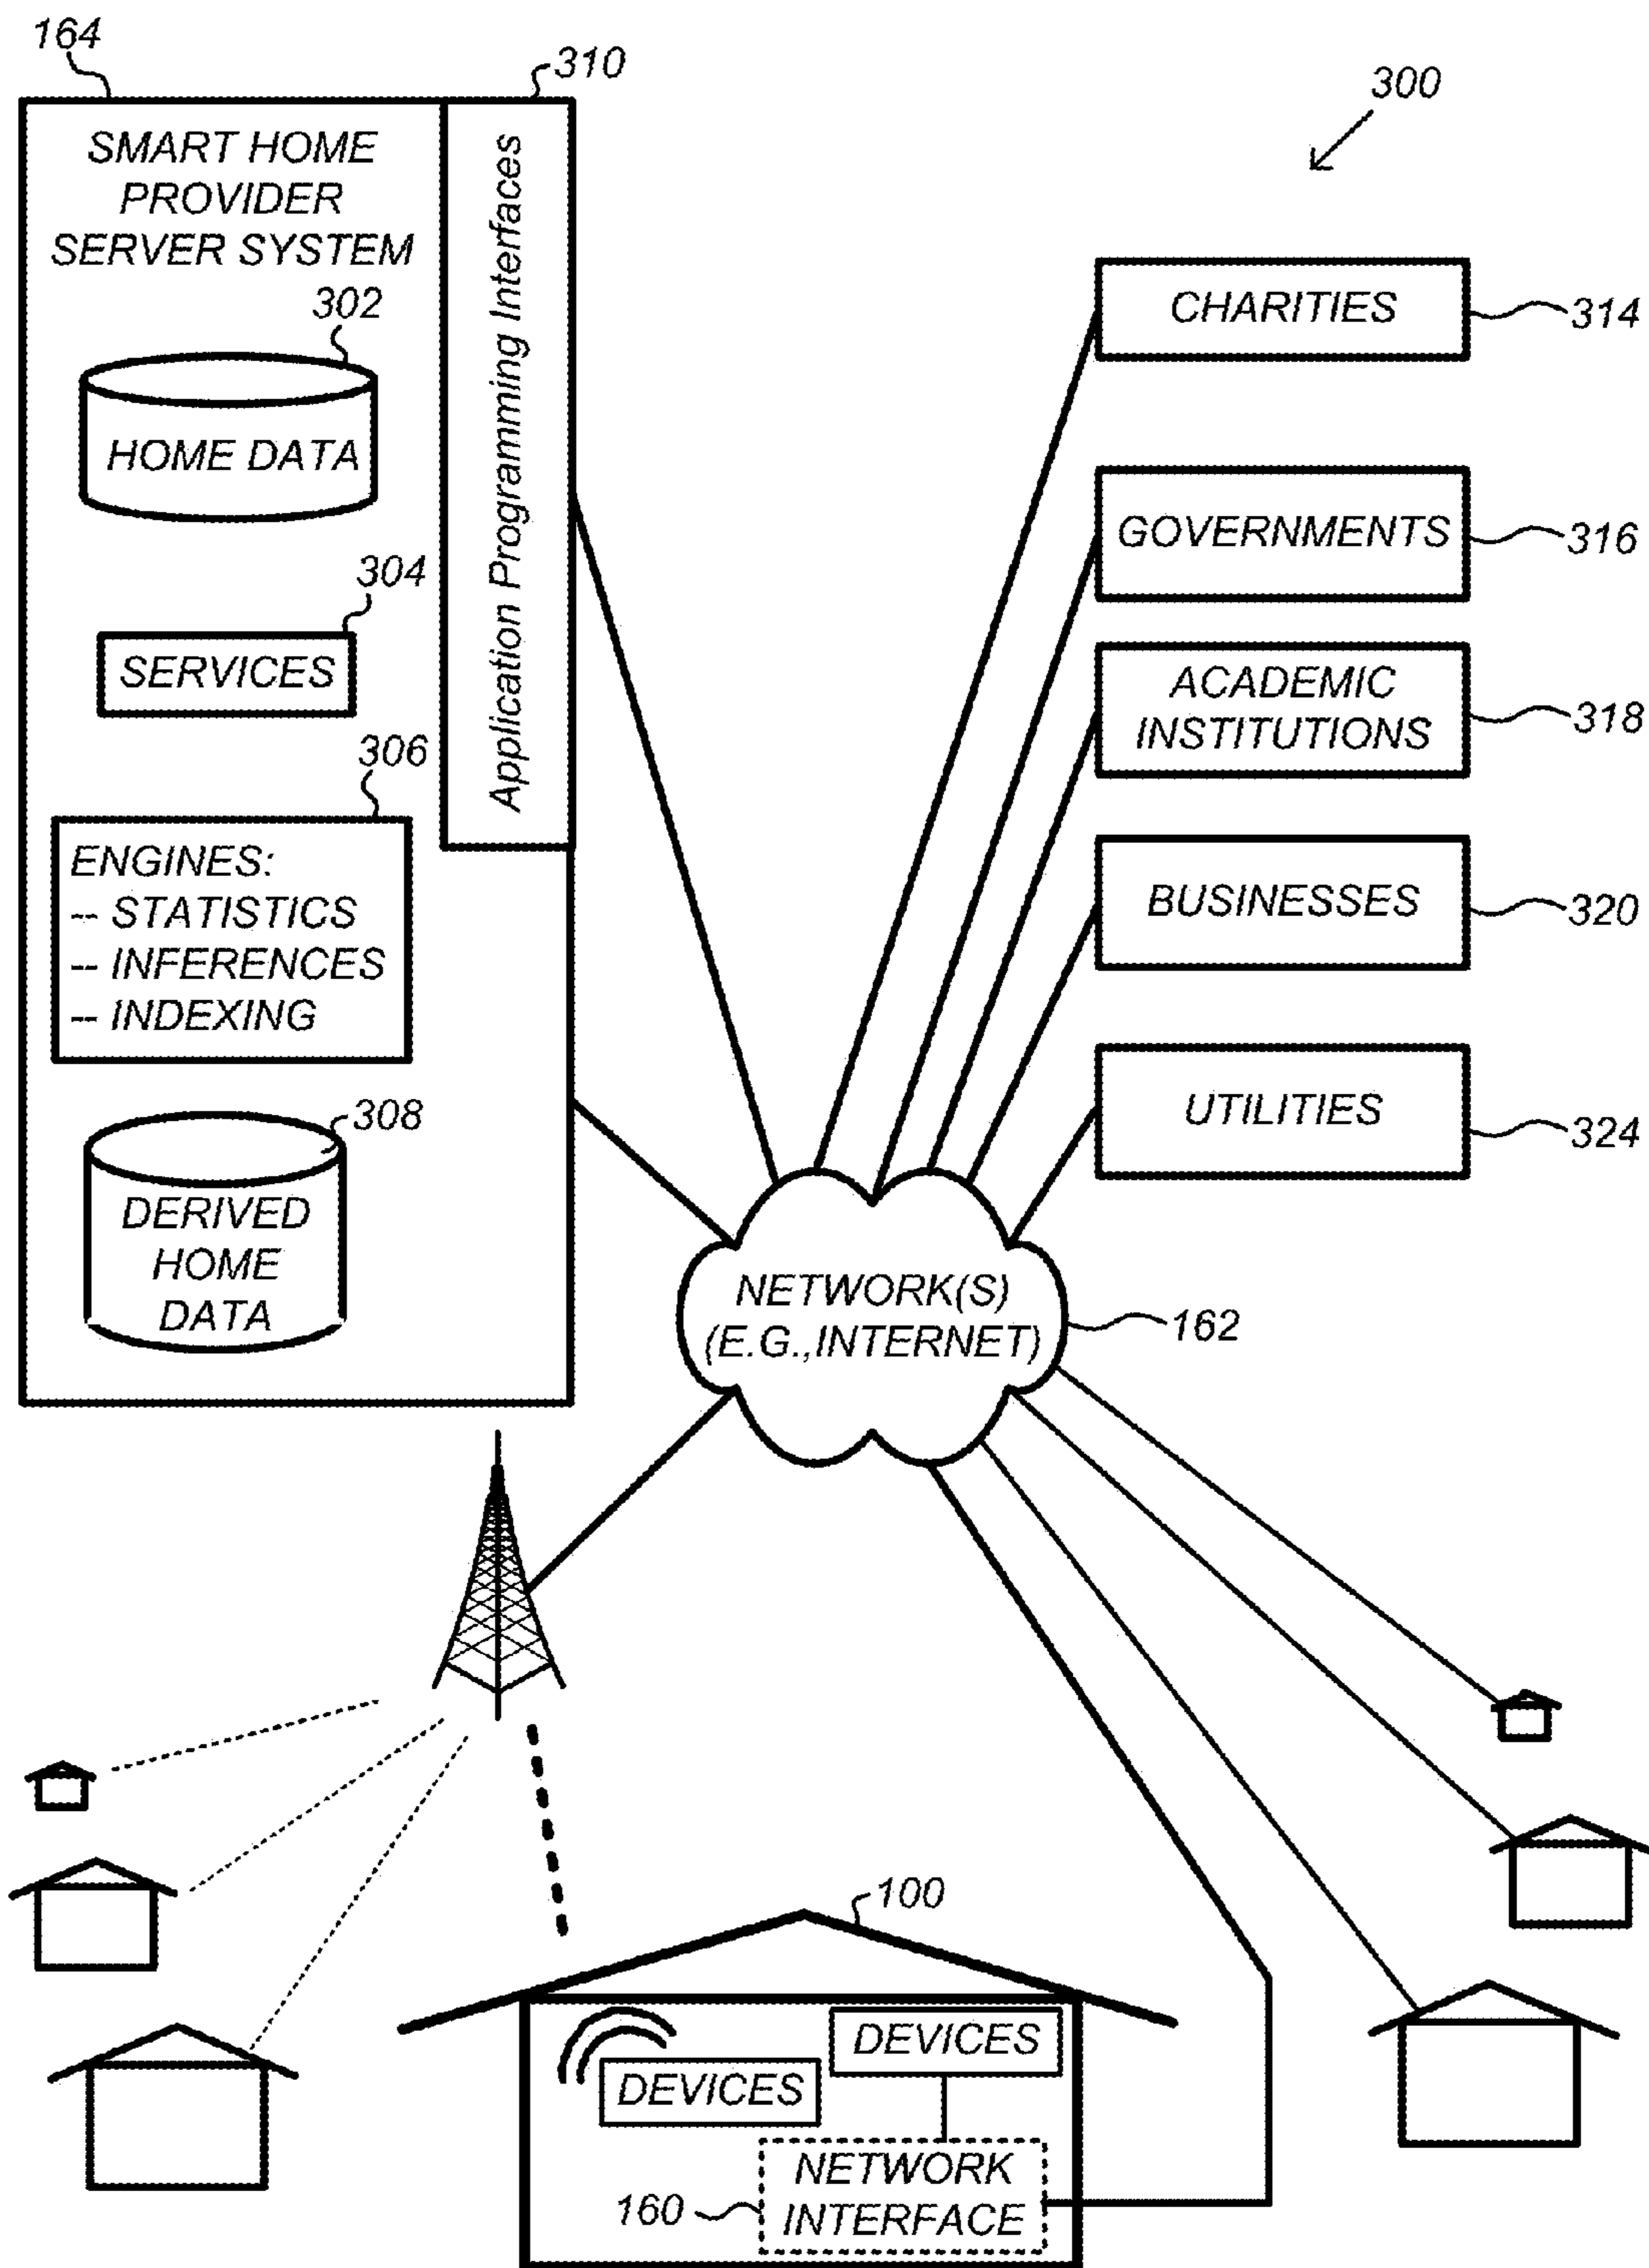 164
310
300
SMART HOME
PROVIDER
SERVER SYSTEM
Application Programming Interfaces
302
HOME DATA
304
SERVICES
306
ENGINES:
-- STATISTICS
-- INFERENCES
-- INDEXING
308
DERIVED
HOME
DATA
CHARITIES
314
GOVERNMENTS
316
ACADEMIC
INSTITUTIONS
318
BUSINESSES
320
UTILITIES
324
NETWORK(S)
(E.G.,INTERNET)
162
100
DEVICES
DEVICES
NETWORK
INTERFACE
160